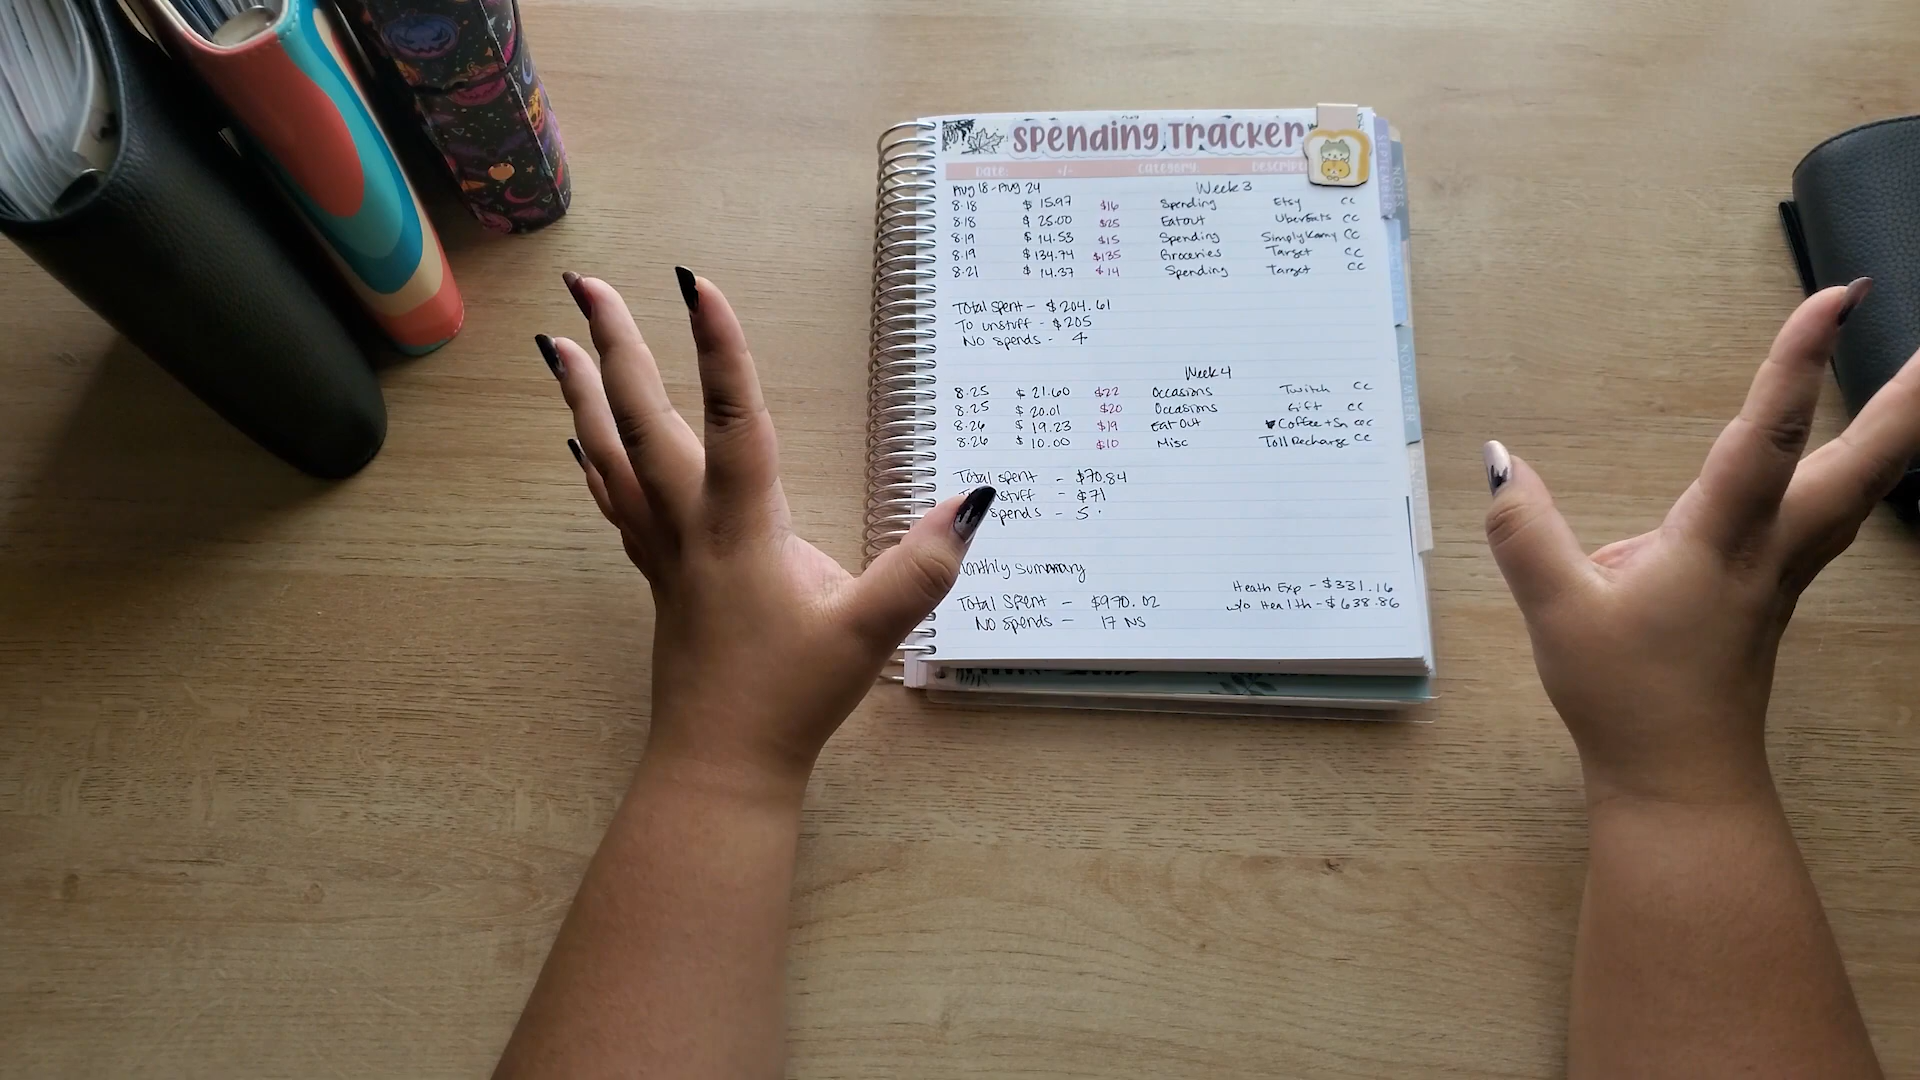 Spending Tracker
Date: +/- Category: Descripti
Aug 18 - Aug 24 Week 3
8.18 $ 15.97 $16 Spending Etsy CC
8.18 $ 25.00 $25 Eatout UberEats CC
8.19 $ 14.53 $15 Spending CC
8.19 $ 134.74 $135 Groceries Target CC
8.21 $ 14.37 $14 Spending Target CC
Total Spent - $204.61
To unstuff - $205
No Spends - 4
Week 4
8.25 $ 21.60 $22 Occasions Twitch CC
8.25 $ 20.01 $20 Occasions Gift CC
8.26 $ 19.23 $19 Eat Out Coffee + Sn CC
8.26 $ 10.00 $10 Misc Toll Recharge CC
Total Spent - $70.84
nstuff - $71
Spends - 5
onthly Summary
Heath Exp - $331.16
Total Spent - $970.02 w/o Health - $638.86
No Spends - 17 NS
SEPTEMBER
NOTES
NOVEMBER